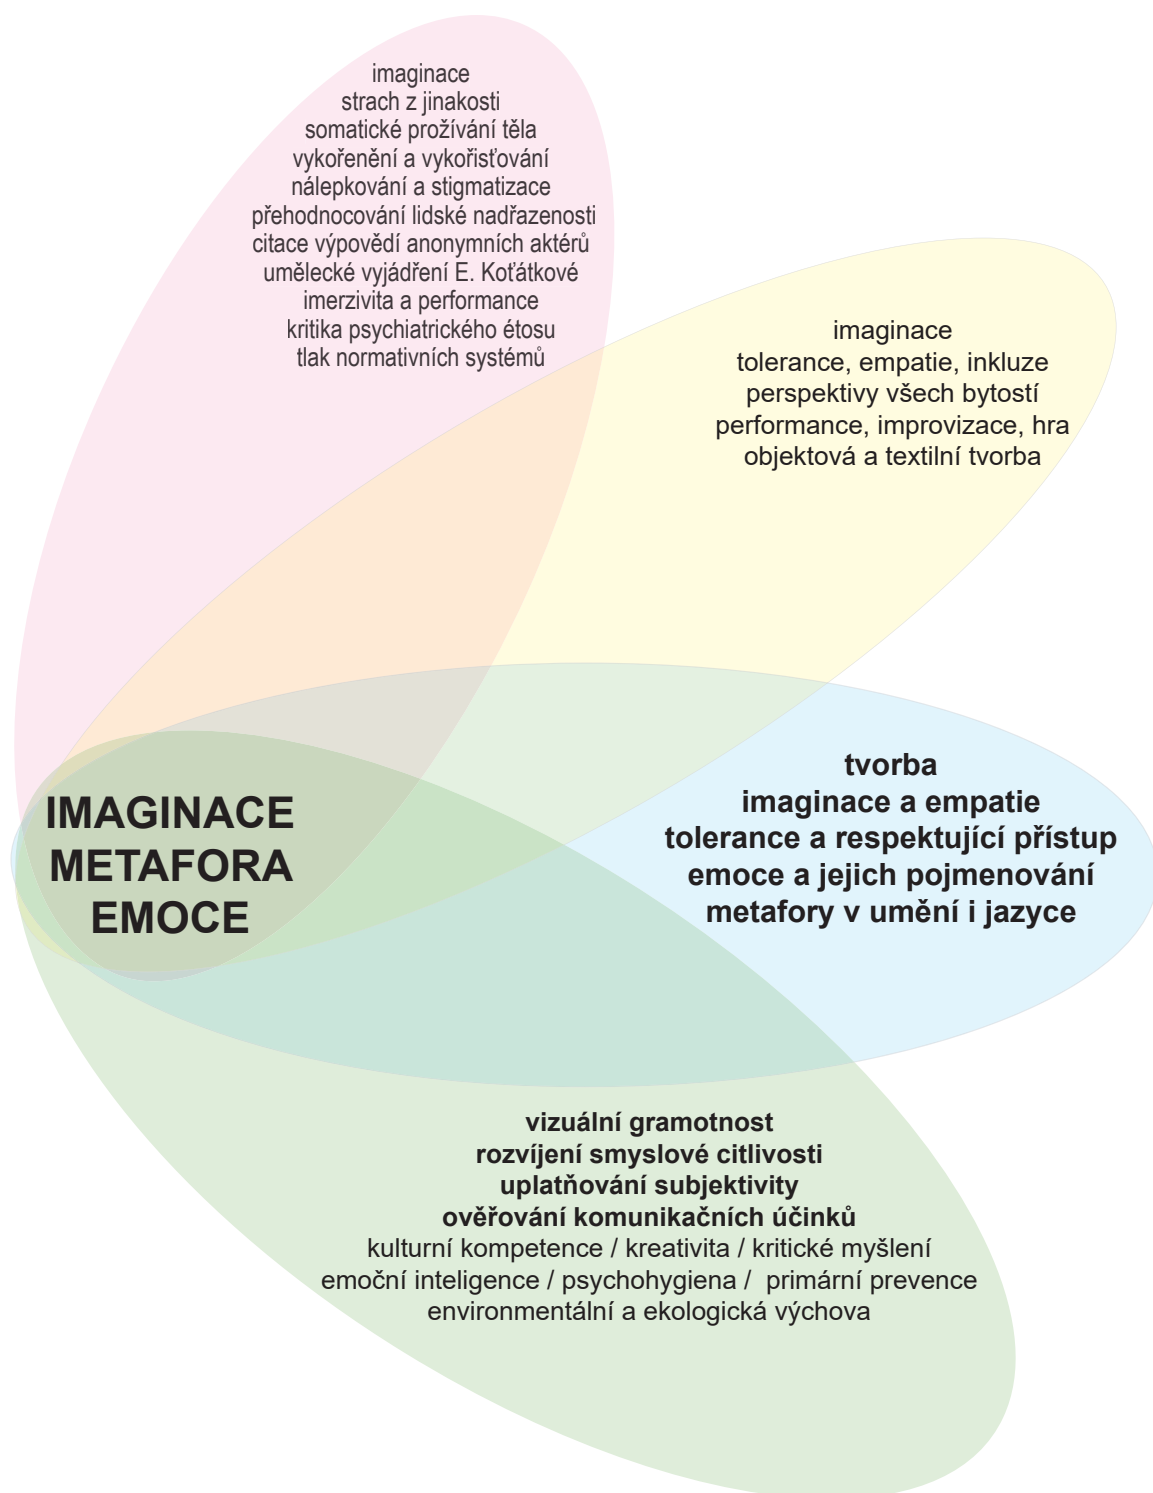 imaginace
strach z jinakosti
somatické prožívání těla
vykořenění a vykořisťování
nálepkování a stigmatizace
přehodnocování lidské nadřazenosti
citace výpovědí anonymních aktérů
umělecké vyjádření E. Koťátkové
imerzivita a performance
kritika psychiatrického étosu
tlak normativních systémů
imaginace
tolerance, empatie, inkluze
perspektivy všech bytostí
performance, improvizace, hra
objektová a textilní tvorba
tvorba
imaginace a empatie
tolerance a respektující přístup
emoce a jejich pojmenování
metafory v umění i jazyce
IMAGINACE
METAFORA
EMOCE
vizuální gramotnost
rozvíjení smyslové citlivosti
uplatňování subjektivity
ověřování komunikačních účinků
kulturní kompetence / kreativita / kritické myšlení
emoční inteligence / psychohygiena / primární prevence
environmentální a ekologická výchova